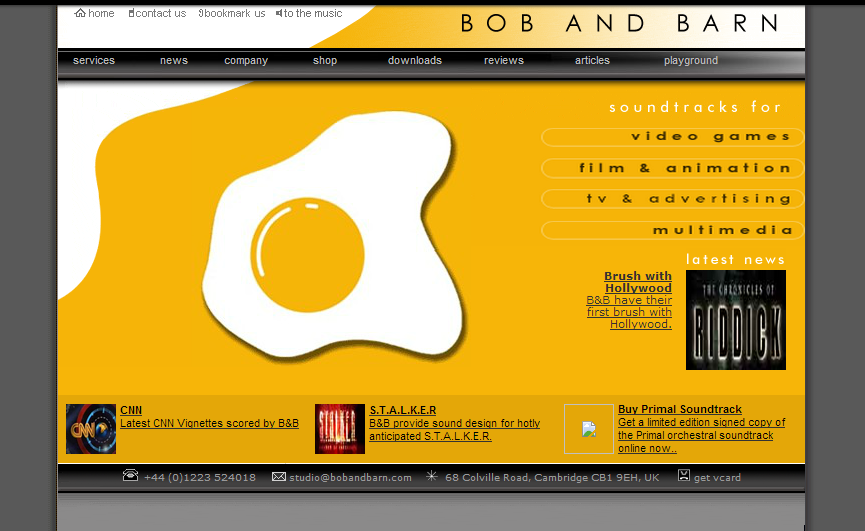 home contact us bookmark us to the music
BOB AND BARN
services news company shop downloads reviews articles playground
soundtracks for
video games
film & animation
tv & advertising
multimedia
latest news
Brush with
Hollywood
B&B have their
first brush with
Hollywood.
THE CHRONICLES OF
RIDDICK
CNN
CNN
Latest CNN Vignettes scored by B&B
STALKER
S.T.A.L.K.E.R
B&B provide sound design for hotly
anticipated S.T.A.L.K.E.R.
Buy Primal Soundtrack
Get a limited edition signed copy of
the Primal orchestral soundtrack
online now..
+44 (0)1223 524018 studio@bobandbarn.com 68 Colville Road, Cambridge CB1 9EH, UK get vcard